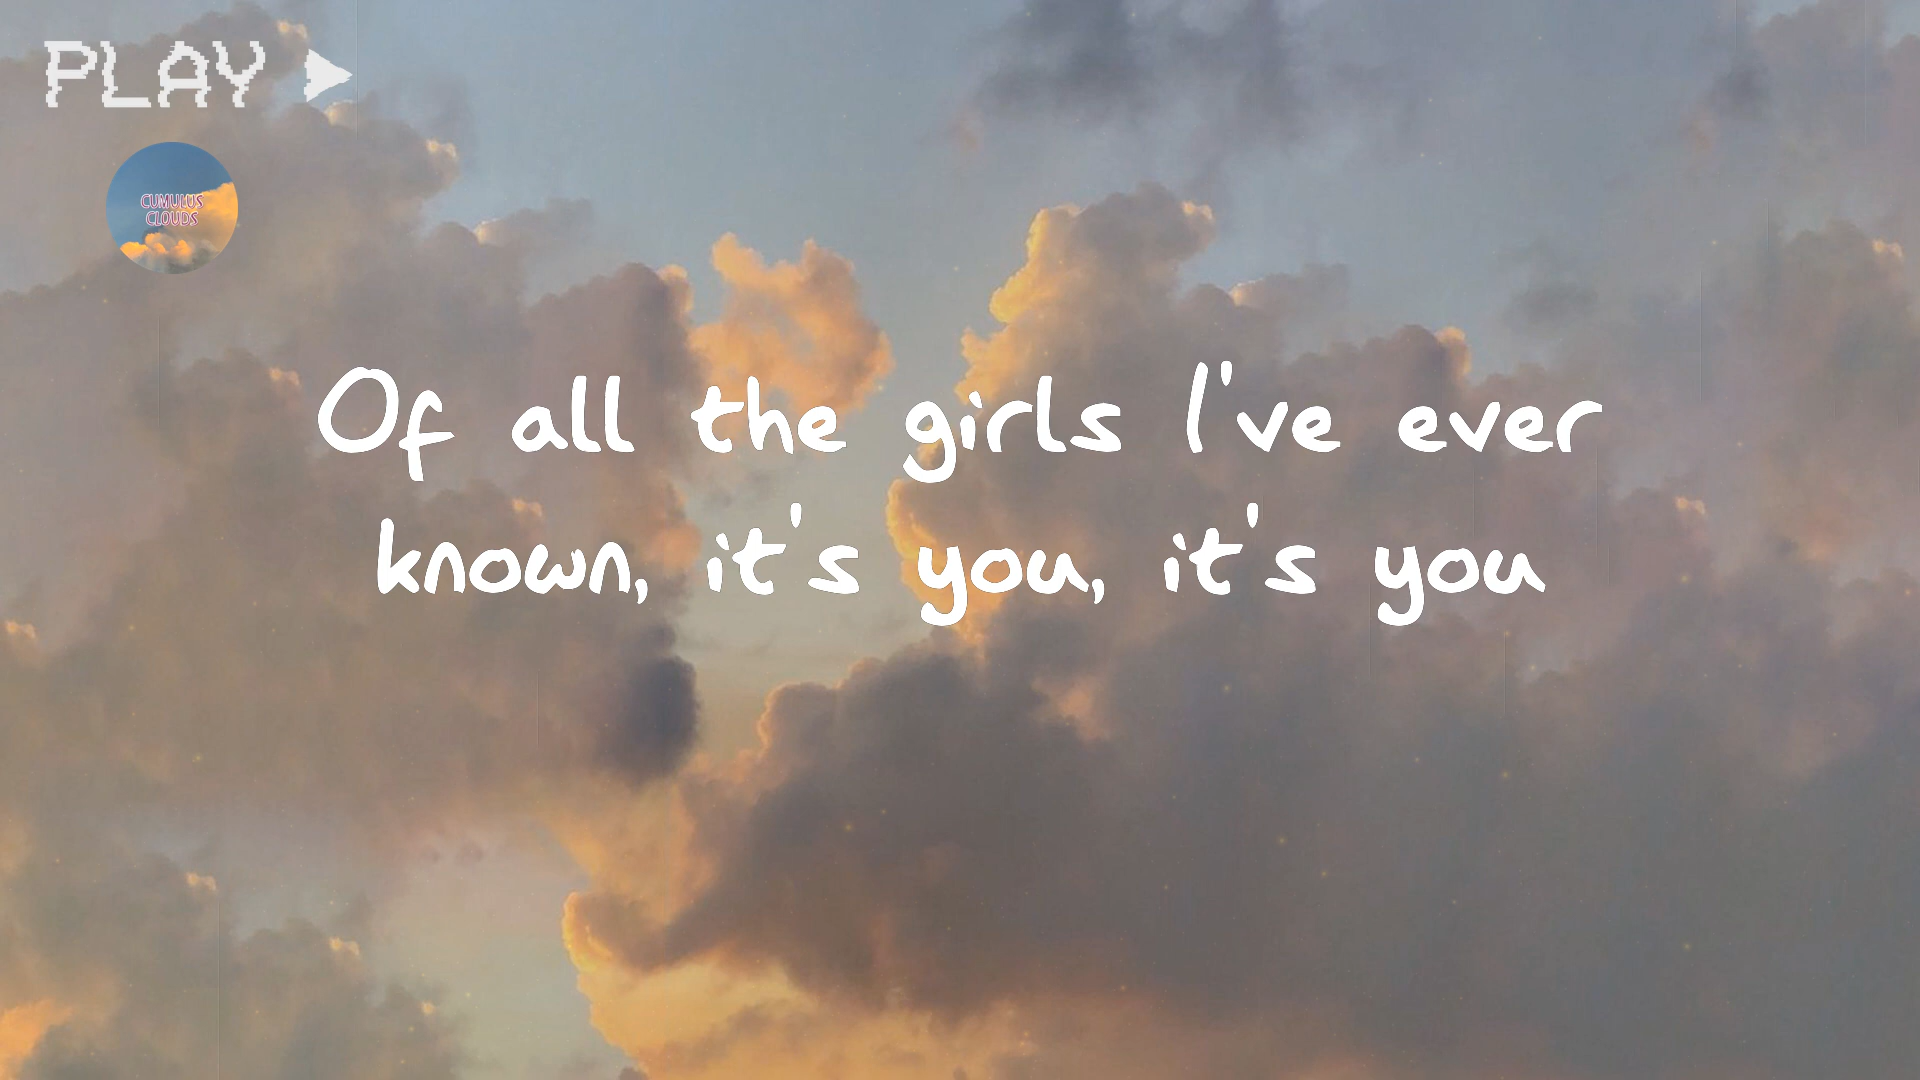 PLAY
CUMULUS
CLOUDS
Of all the girls I've ever
known, it's you, it's you